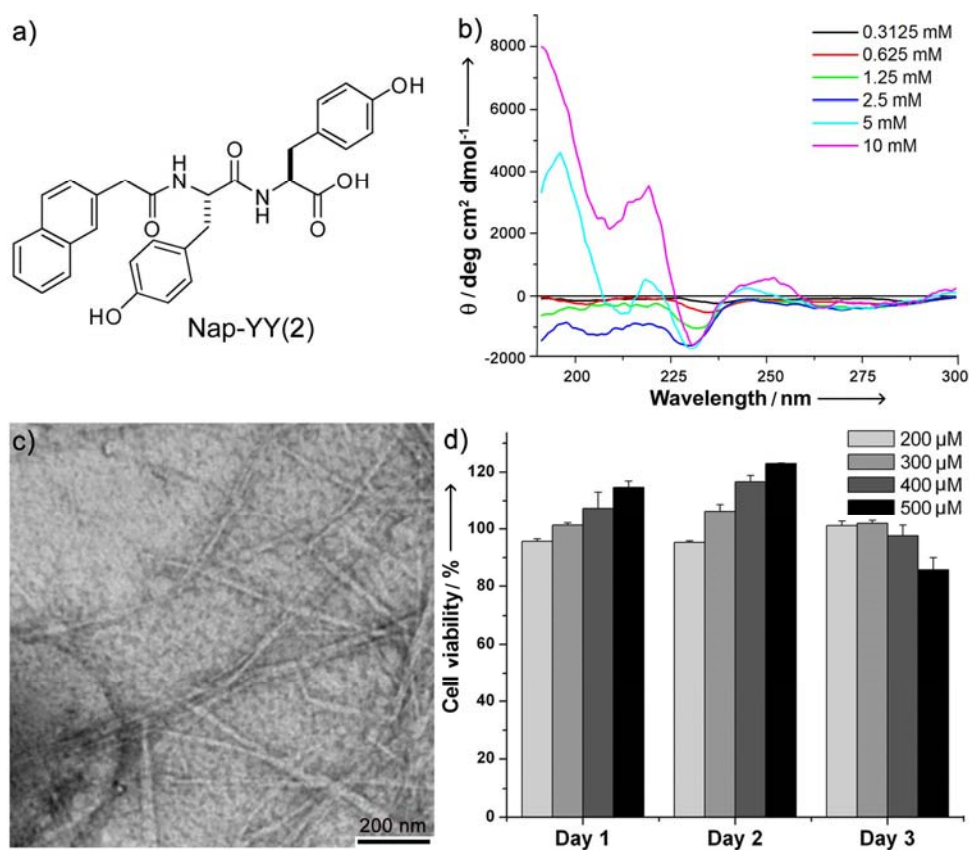 a)
OH
H
N
O
N
H
OH
O
O
HO
Nap-YY(2)
b)
θ / deg cm² dmol⁻¹
8000
6000
4000
2000
0
-2000
0.3125 mM
0.625 mM
1.25 mM
2.5 mM
5 mM
10 mM
200
225
250
275
300
Wavelength / nm
c)
200 nm
d)
Cell viability / %
120
100
80
60
40
20
0
200 µM
300 µM
400 µM
500 µM
Day 1
Day 2
Day 3